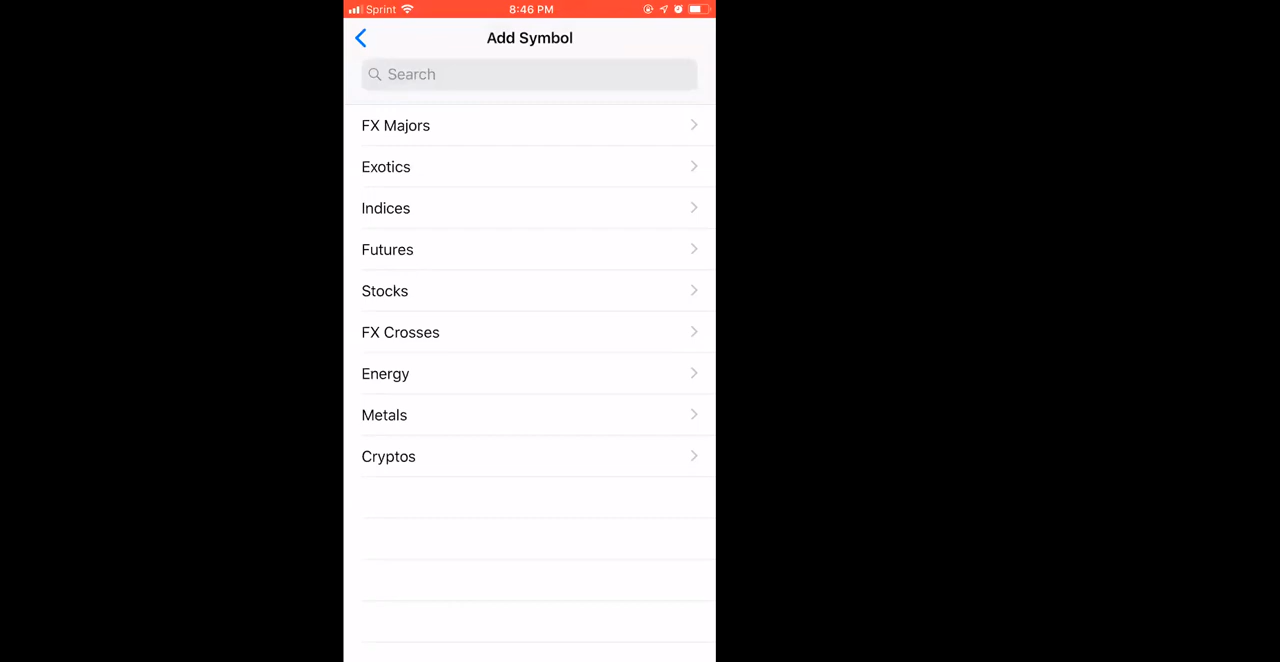 Sprint 8:46 PM
Add Symbol
Search
FX Majors
Exotics
Indices
Futures
Stocks
FX Crosses
Energy
Metals
Cryptos